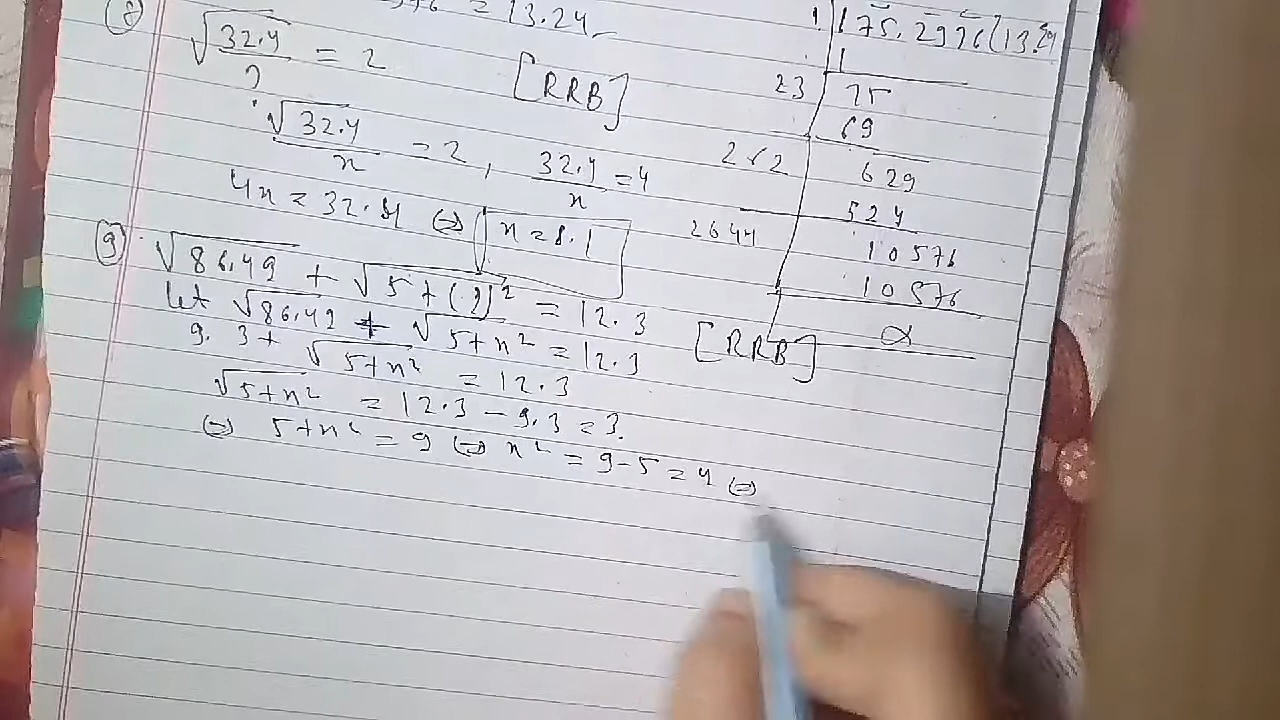 976 = 13.24
⑧ √32.4/? = 2
[RRB]
√32.4/x = 2, 32.4/x = 4
4x = 32.4 (⇒) x = 8.1
⑨ √86.49 + √5+(?)² = 12.3
let √86.49 + √5+x² = 12.3
[RRB]
9.3+ √5+x² = 12.3
√5+x² = 12.3 - 9.3 = 3.
(⇒) 5+x² = 9 (⇒) x² = 9-5 = 4 (⇒)
1 175.2976(13.24
1
23 75
69
262 629
524
2644 10576
10576